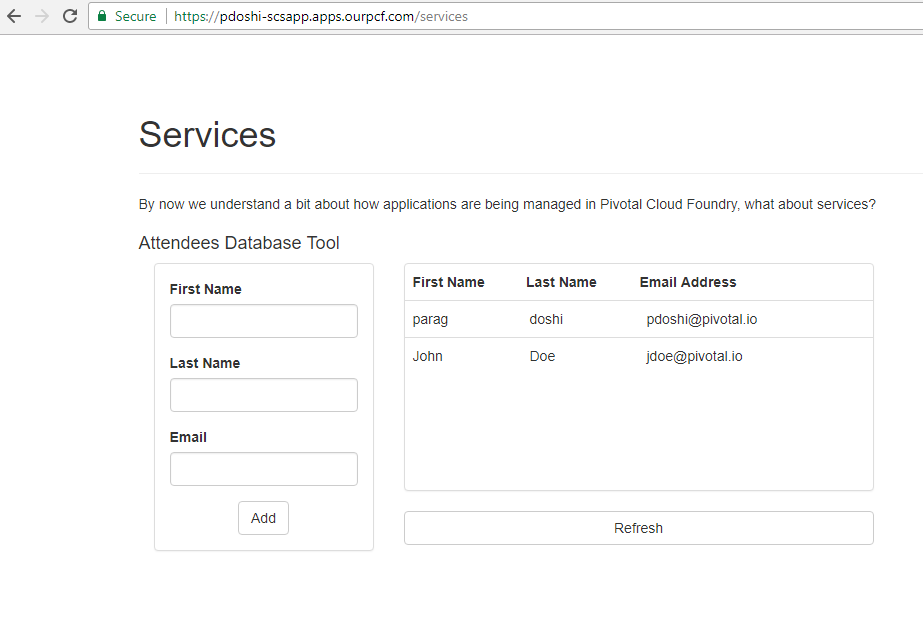 Secure https://pdoshi-scsapp.apps.ourpcf.com/services
Services
By now we understand a bit about how applications are being managed in Pivotal Cloud Foundry, what about services?
Attendees Database Tool
First Name
Last Name
Email
Add
First Name Last Name Email Address
parag doshi pdoshi@pivotal.io
John Doe jdoe@pivotal.io
Refresh